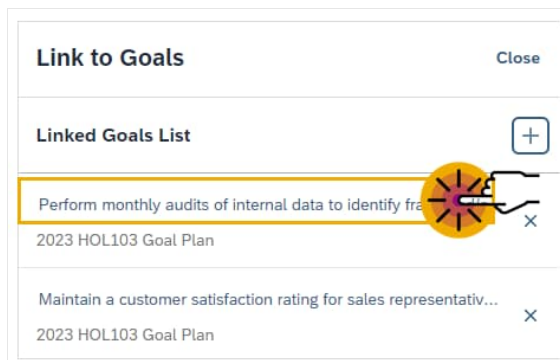 Link to Goals
Close
Linked Goals List
Perform monthly audits of internal data to identify
2023 HOL103 Goal Plan
Maintain a customer satisfaction rating for sales representativ...
2023 HOL103 Goal Plan